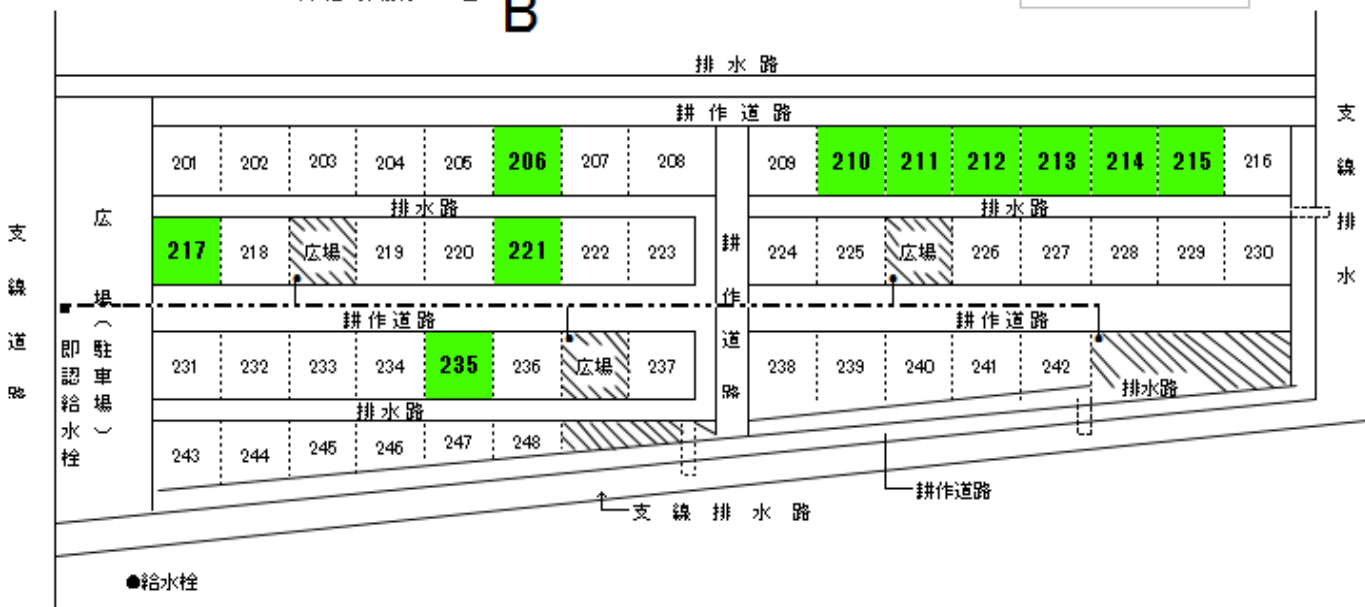 B
排水路
耕作道路
201 202 203 204 205 206 207 208 209 210 211 212 213 214 215 216
排水路 排水路
217 218 広場 219 220 221 222 223 224 225 広場 226 227 228 229 230
耕作道路 耕作道路
231 232 233 234 235 236 広場 237 238 239 240 241 242
排水路 排水路
243 244 245 246 247 248
耕作道路
支線排水路
支線道路
広場(駐車場)
即認給水栓
耕作道路
支線排水
●給水栓